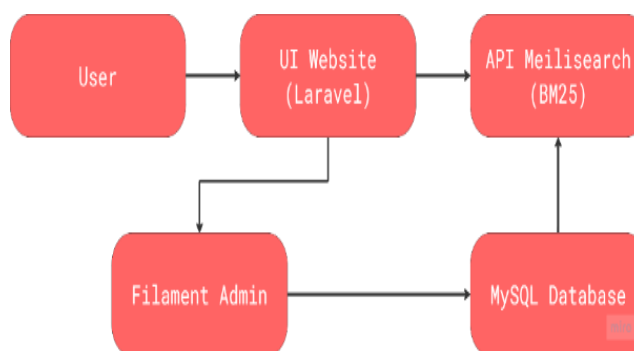 User
UI Website
(Laravel)
API Meilisearch
(BM25)
Filament Admin
MySQL Database